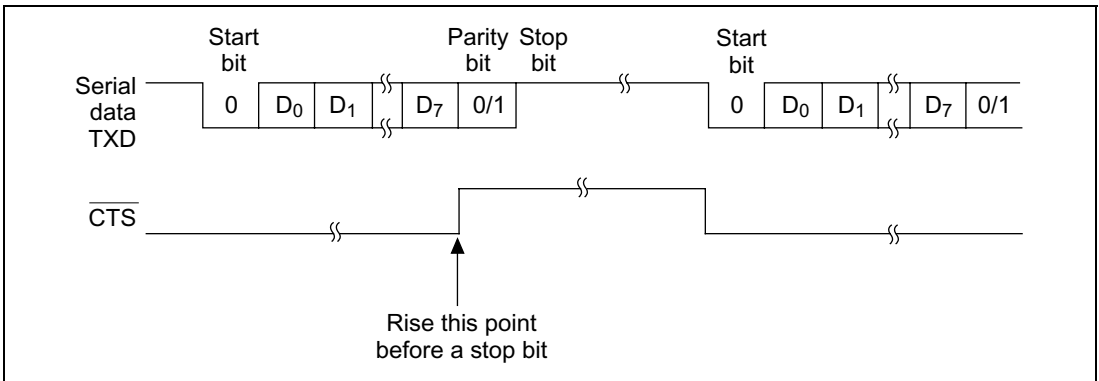 Start bit
Parity bit
Stop bit
Start bit
Serial data TXD
0
D0
D1
D7
0/1
0
D0
D1
D7
0/1
CTS
Rise this point
before a stop bit